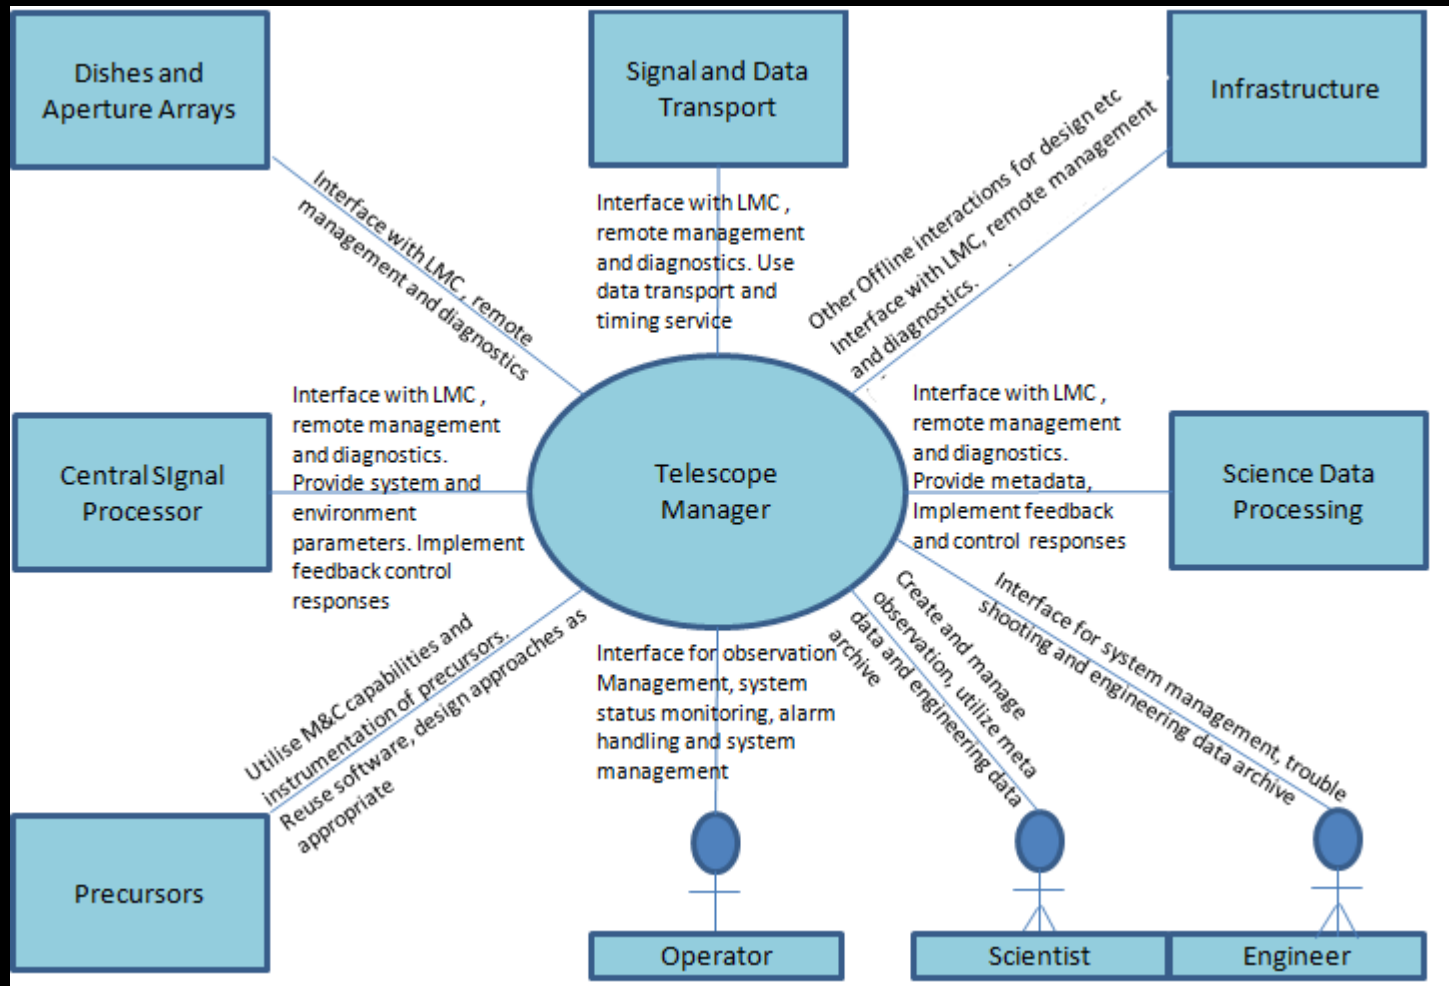 Dishes and
Aperture Arrays
Signal and Data
Transport
Infrastructure
Interface with LMC , remote
management and diagnostics
Interface with LMC ,
remote management
and diagnostics. Use
data transport and
timing service
Other Offline interactions for design etc
Interface with LMC, remote management
and diagnostics.
Central SIgnal
Processor
Interface with LMC ,
remote management
and diagnostics.
Provide system and
environment
parameters. Implement
feedback control
responses
Telescope
Manager
Interface with LMC ,
remote management
and diagnostics.
Provide metadata,
Implement feedback
and control responses
Science Data
Processing
Utilise M&C capabilities and
instrumentation of precursors.
Reuse software, design approaches as
appropriate
Interface for observation
Management, system
status monitoring, alarm
handling and system
management
Create and manage
observation, utilize meta
data and engineering data
archive
Interface for system management, trouble
shooting and engineering data archive
Precursors
Operator
Scientist
Engineer